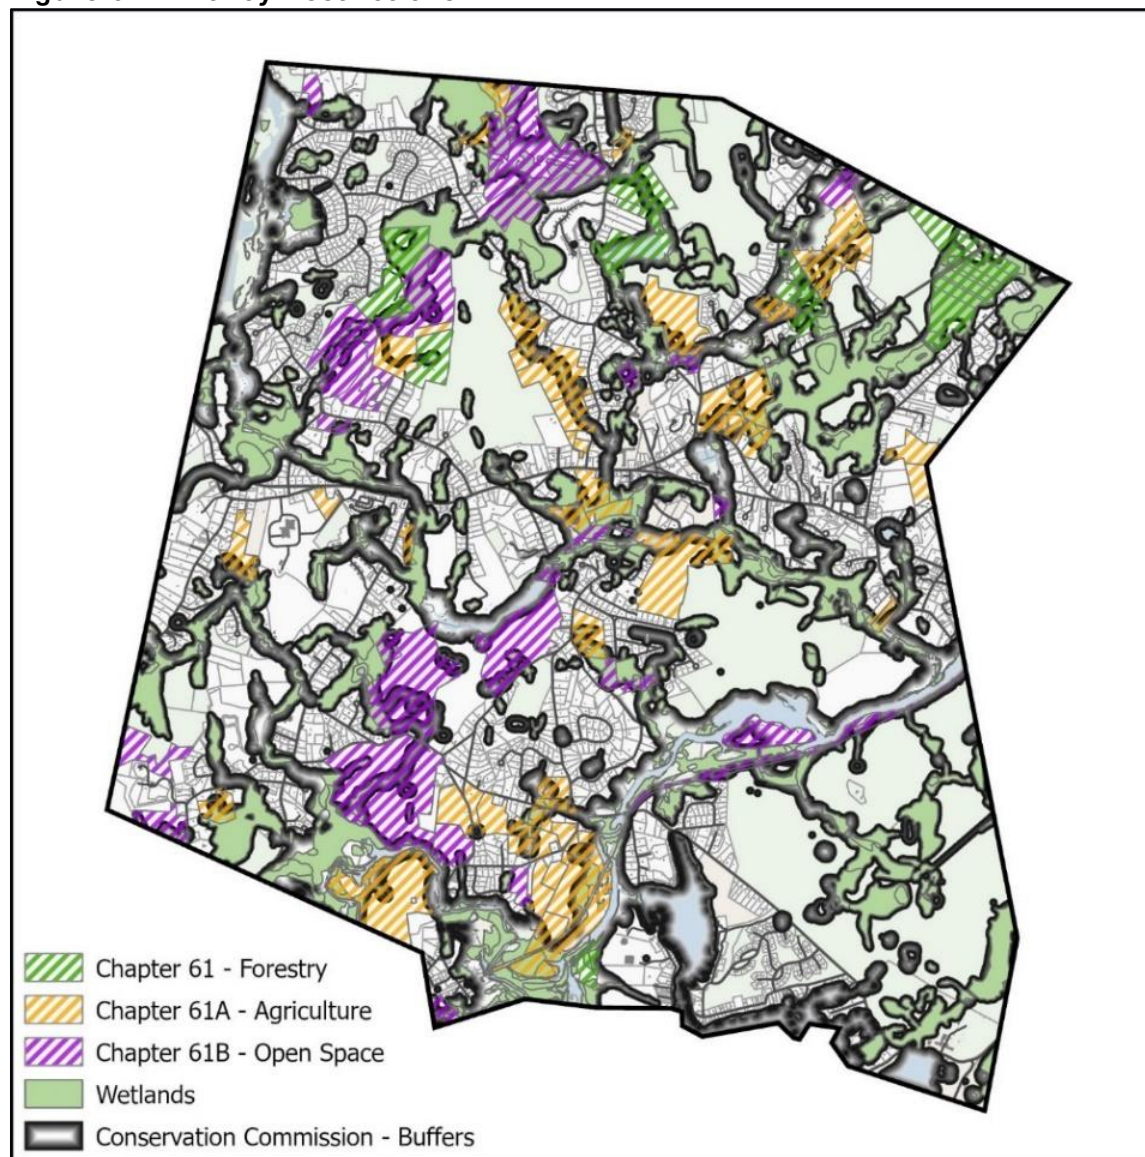 Chapter 61 - Forestry
Chapter 61A - Agriculture
Chapter 61B - Open Space
Wetlands
Conservation Commission - Buffers